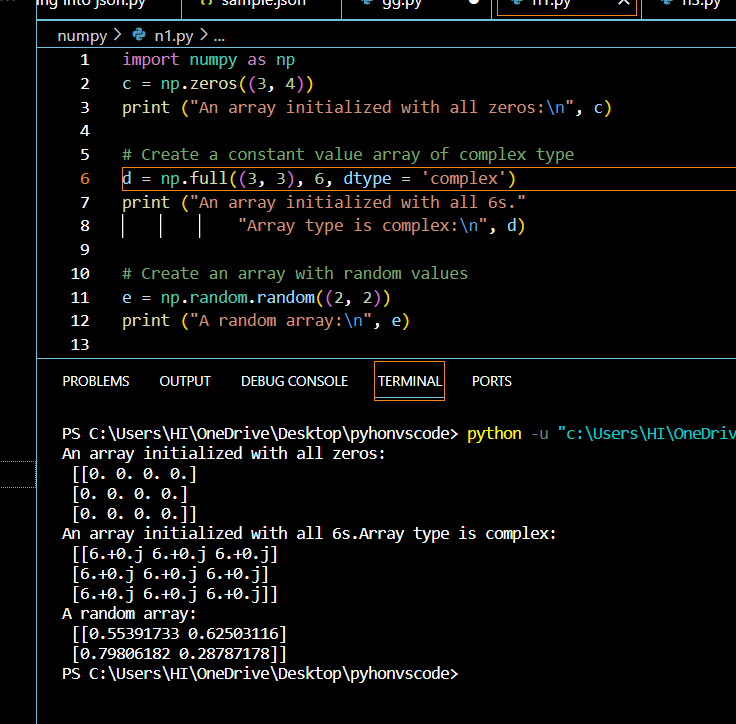 ing into json.py {} sample.json gg.py n1.py n3.py
numpy > n1.py > ...
1 import numpy as np
2 c = np.zeros((3, 4))
3 print ("An array initialized with all zeros:\n", c)
4
5 # Create a constant value array of complex type
6 d = np.full((3, 3), 6, dtype = 'complex')
7 print ("An array initialized with all 6s."
8 "Array type is complex:\n", d)
9
10 # Create an array with random values
11 e = np.random.random((2, 2))
12 print ("A random array:\n", e)
13
PROBLEMS OUTPUT DEBUG CONSOLE TERMINAL PORTS
PS C:\Users\HI\OneDrive\Desktop\pyhonvscode> python -u "c:\Users\HI\OneDriv
An array initialized with all zeros:
[[0. 0. 0. 0.]
[0. 0. 0. 0.]
[0. 0. 0. 0.]]
An array initialized with all 6s.Array type is complex:
[[6.+0.j 6.+0.j 6.+0.j]
[6.+0.j 6.+0.j 6.+0.j]
[6.+0.j 6.+0.j 6.+0.j]]
A random array:
[[0.55391733 0.62503116]
[0.79806182 0.28787178]]
PS C:\Users\HI\OneDrive\Desktop\pyhonvscode>